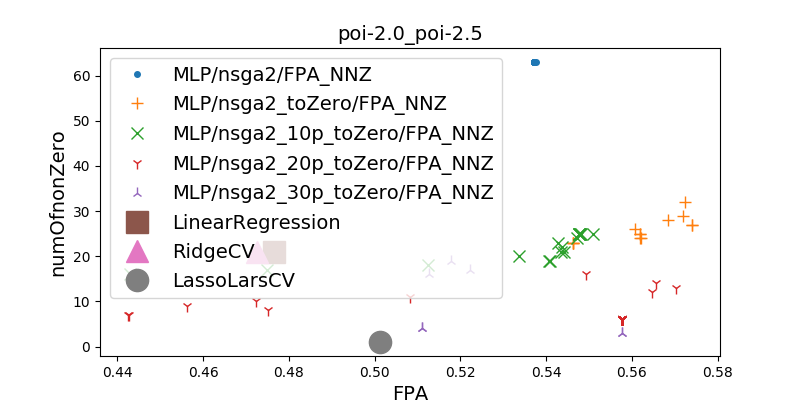 poi-2.0_poi-2.5
60
50
40
30
20
10
0
numOfnonZero
MLP/nsga2/FPA_NNZ
MLP/nsga2_toZero/FPA_NNZ
MLP/nsga2_10p_toZero/FPA_NNZ
MLP/nsga2_20p_toZero/FPA_NNZ
MLP/nsga2_30p_toZero/FPA_NNZ
LinearRegression
RidgeCV
LassoLarsCV
0.44 0.46 0.48 0.50 0.52 0.54 0.56 0.58
FPA